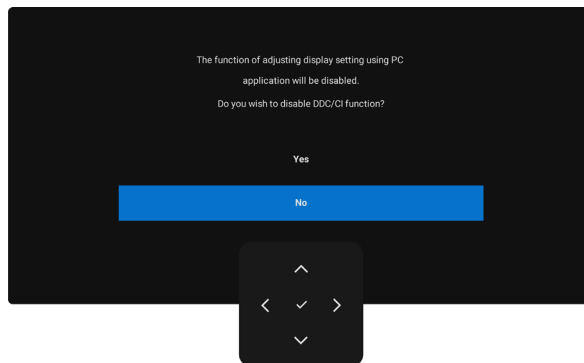 The function of adjusting display setting using PC
application will be disabled.
Do you wish to disable DDC/CI function?
Yes
No